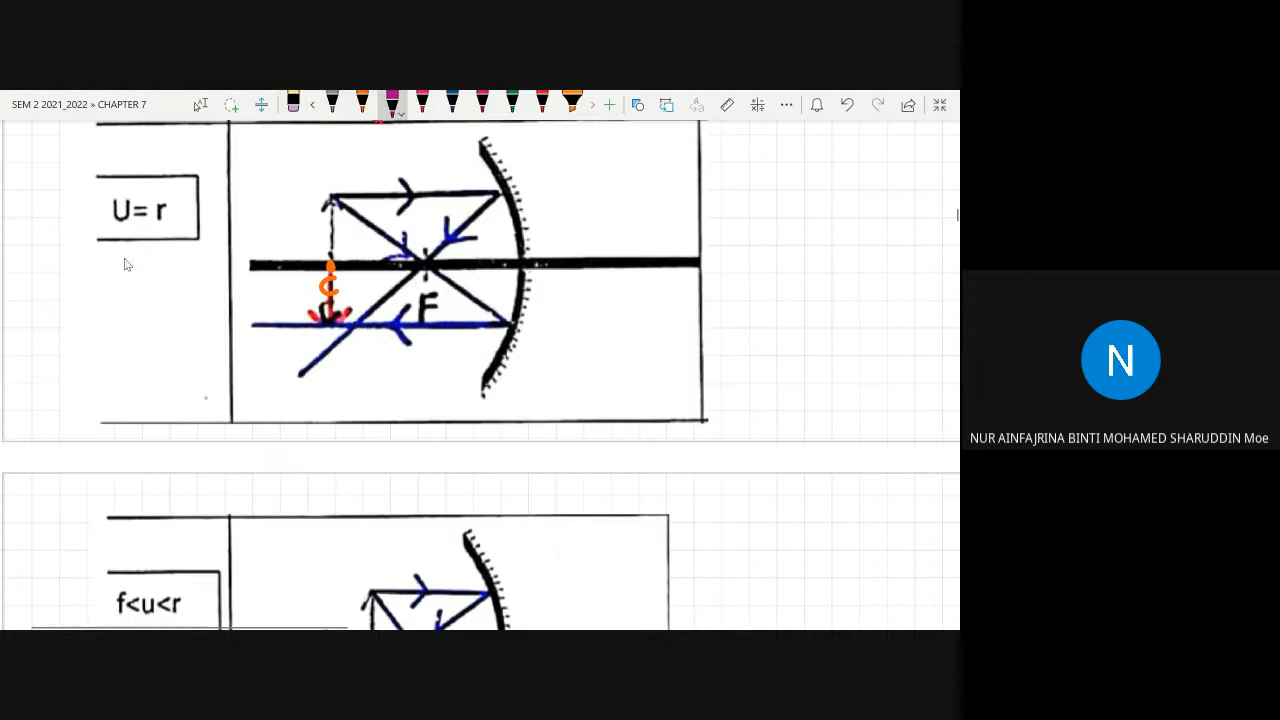 SEM 2 2021_2022 » CHAPTER 7
U= r
C
F
N
NUR AINFAJRINA BINTI MOHAMED SHARUDDIN Moe
f<u<r